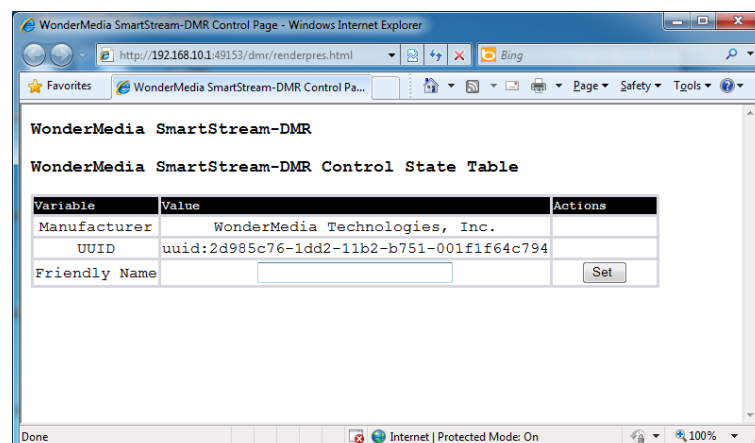 WonderMedia SmartStream-DMR Control Page - Windows Internet Explorer
http://192.168.10.1:49153/dmr/renderpres.html
Bing
Favorites
WonderMedia SmartStream-DMR Control Pa...
Page
Safety
Tools
WonderMedia SmartStream-DMR
WonderMedia SmartStream-DMR Control State Table
Variable Value Actions
Manufacturer WonderMedia Technologies, Inc.
UUID uuid:2d985c76-1dd2-11b2-b751-001f1f64c794
Friendly Name Set
Done
Internet | Protected Mode: On
100%